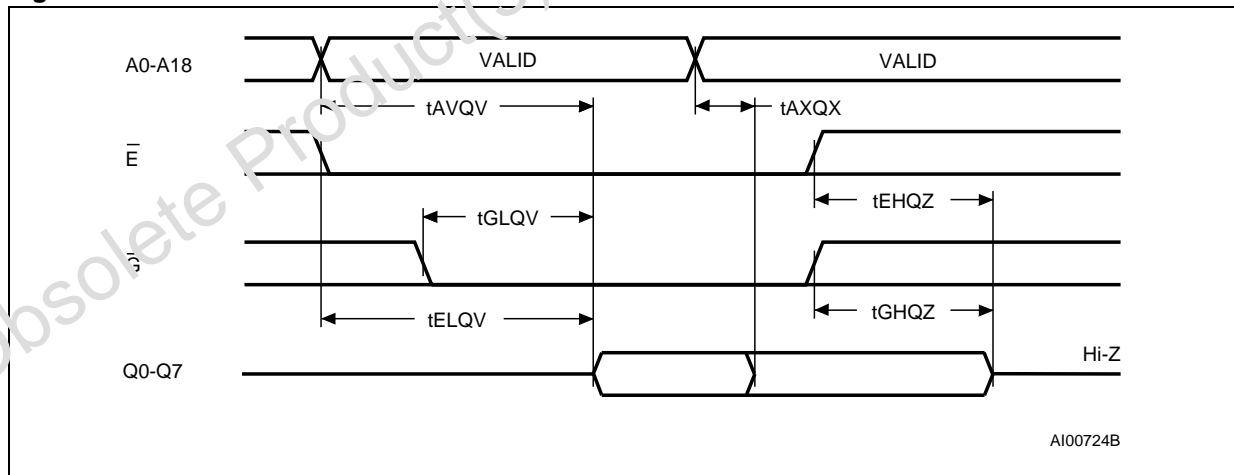 A0-A18
VALID
VALID
tAVQV
tAXQX
E
tEHQZ
tGLQV
G
tGHQZ
tELQV
Q0-Q7
Hi-Z
AI00724B
obsolete Product(s)